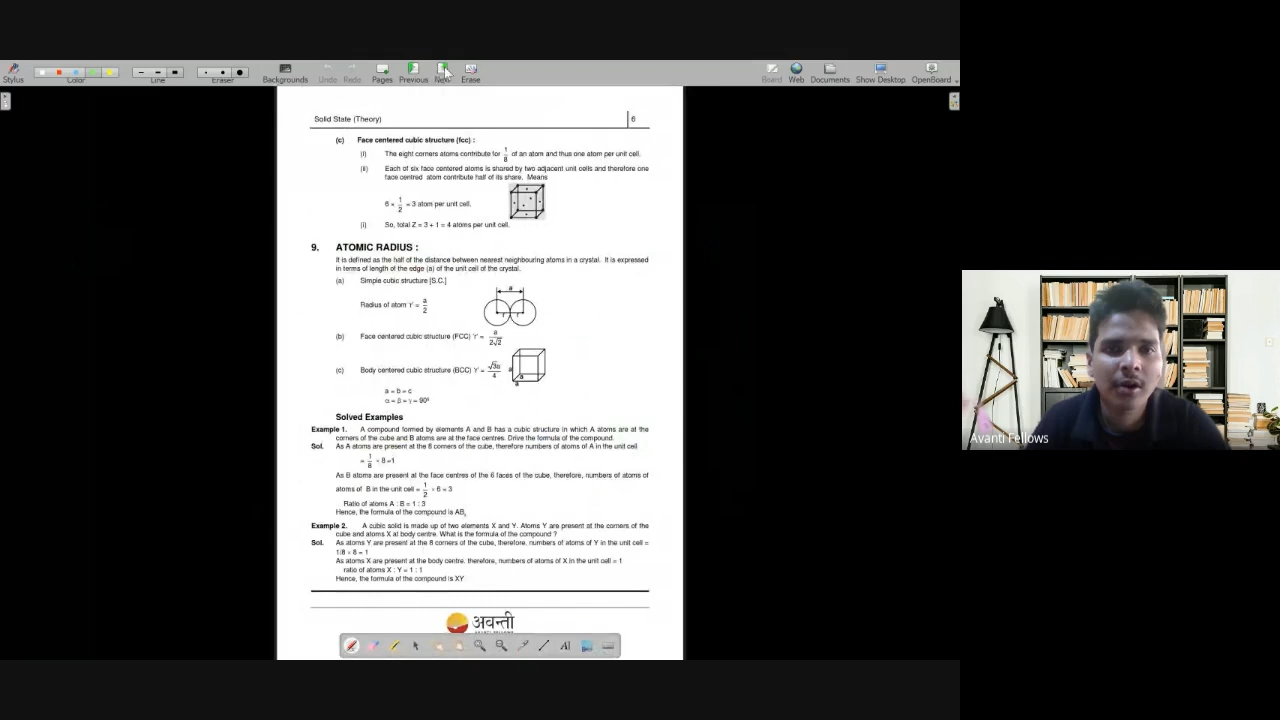 Stylus
Color
Line
Eraser
Backgrounds
Undo
Redo
Pages
Previous
Erase
Board
Web
Documents
Show Desktop
OpenBoard
Solid State (Theory) 6
(c) Face centered cubic structure (fcc) :
(i) The eight corners atoms contribute for 1/8 of an atom and thus one atom per unit cell.
(ii) Each of six face centered atoms is shared by two adjacent unit cells and therefore one
face centred atom contribute half of its share. Means
6 × 1/2 = 3 atom per unit cell.
(i) So, total Z = 3 + 1 = 4 atoms per unit cell.
9. ATOMIC RADIUS :
It is defined as the half of the distance between nearest neighbouring atoms in a crystal. It is expressed
in terms of length of the edge (a) of the unit cell of the crystal.
(a) Simple cubic structure [S.C.]
a
Radius of atom 'r' = a/2
r r
(b) Face centered cubic structure (FCC) 'r' = a/2√2
(c) Body centered cubic structure (BCC) 'r' = √3a/4
a
a
a
a = b = c
α = β = γ = 90º
Solved Examples
Example 1. A compound formed by elements A and B has a cubic structure in which A atoms are at the
corners of the cube and B atoms are at the face centres. Drive the formula of the compound.
Sol. As A atoms are present at the 8 corners of the cube, therefore numbers of atoms of A in the unit cell
= 1/8 × 8 =1
As B atoms are present at the face centres of the 6 faces of the cube, therefore, numbers of atoms of
atoms of B in the unit cell = 1/2 × 6 = 3
Ratio of atoms A : B = 1 : 3
Hence, the formula of the compound is AB₃
Example 2. A cubic solid is made up of two elements X and Y. Atoms Y are present at the corners of the
cube and atoms X at body centre. What is the formula of the compound ?
Sol. As atoms Y are present at the 8 corners of the cube, therefore, numbers of atoms of Y in the unit cell =
1/8 × 8 = 1
As atoms X are present at the body centre, therefore, numbers of atoms of X in the unit cell = 1
ratio of atoms X : Y = 1 : 1
Hence, the formula of the compound is XY
अवन्ती
Avanti Fellows